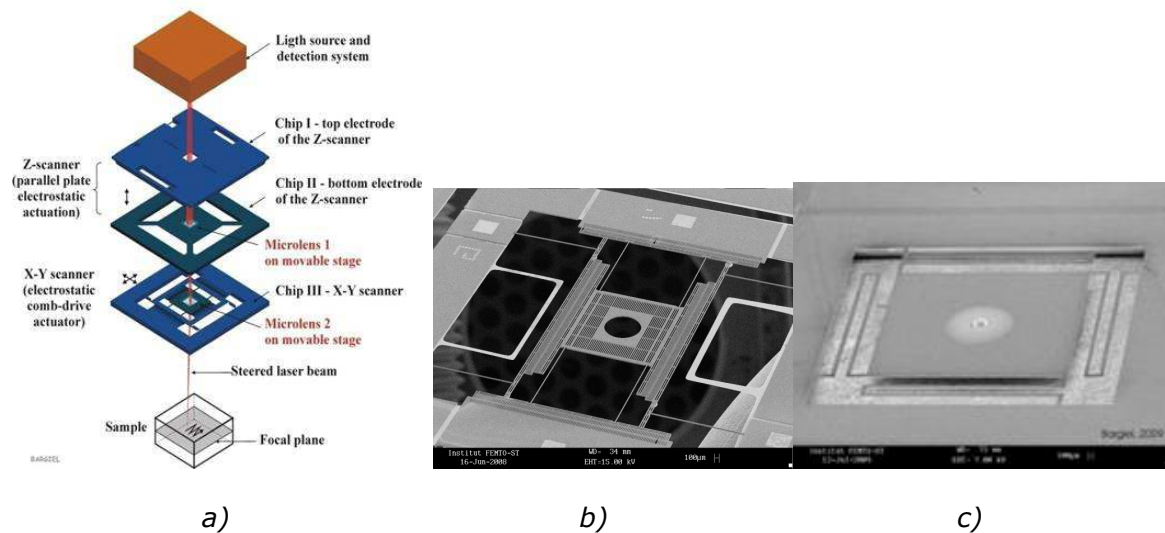 Ligth source and
detection system
Chip I - top electrode
of the Z-scanner
Z-scanner
(parallel plate
electrostatic
actuation)
Chip II - bottom electrode
of the Z-scanner
Microlens 1
on movable stage
X-Y scanner
(electrostatic
comb-drive
actuator)
Chip III - X-Y scanner
Microlens 2
on movable stage
Steered laser beam
Sample
Focal plane
BARGIEL
Institut FEMTO-ST
16-Jun-2008
WD= 34 mm
EHT=15.00 kV
100µm
Bargiel, 2009
Institut FEMTO-ST
a)
b)
c)